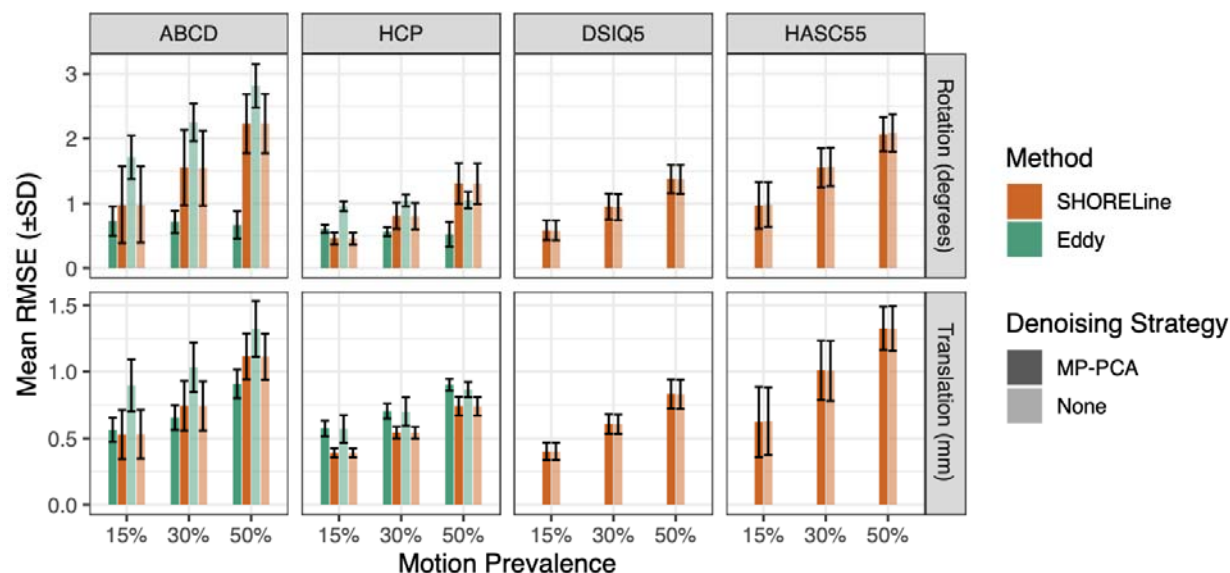 ABCD HCP DSIQ5 HASC55
Mean RMSE (±SD)
3
2
1
0
Rotation (degrees)
1.5
1.0
0.5
0.0
Translation (mm)
15% 30% 50% 15% 30% 50% 15% 30% 50% 15% 30% 50%
Motion Prevalence
Method
SHORELine
Eddy
Denoising Strategy
MP-PCA
None